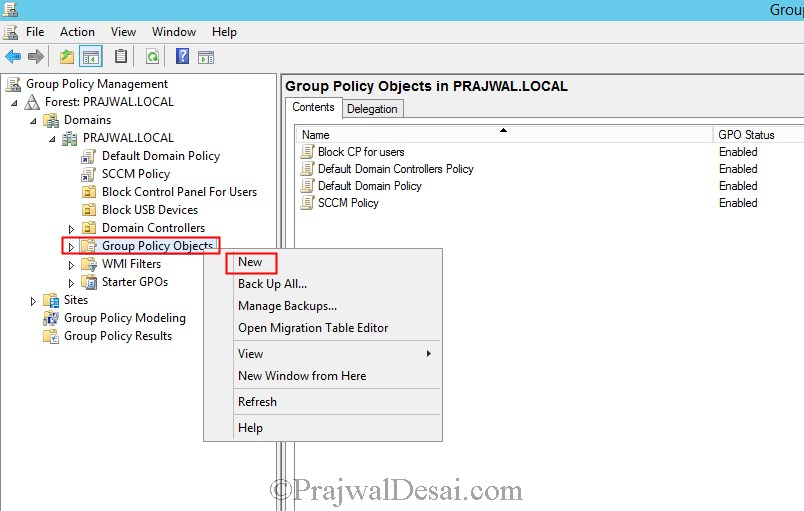 Group
File Action View Window Help
Group Policy Management
Forest: PRAJWAL.LOCAL
Domains
PRAJWAL.LOCAL
Default Domain Policy
SCCM Policy
Block Control Panel For Users
Block USB Devices
Domain Controllers
Group Policy Objects
WMI Filters
Starter GPOs
Sites
Group Policy Modeling
Group Policy Results
Group Policy Objects in PRAJWAL.LOCAL
Contents Delegation
Name GPO Status
Block CP for users Enabled
Default Domain Controllers Policy Enabled
Default Domain Policy Enabled
SCCM Policy Enabled
New
Back Up All...
Manage Backups...
Open Migration Table Editor
View
New Window from Here
Refresh
Help
©PrajwalDesai.com